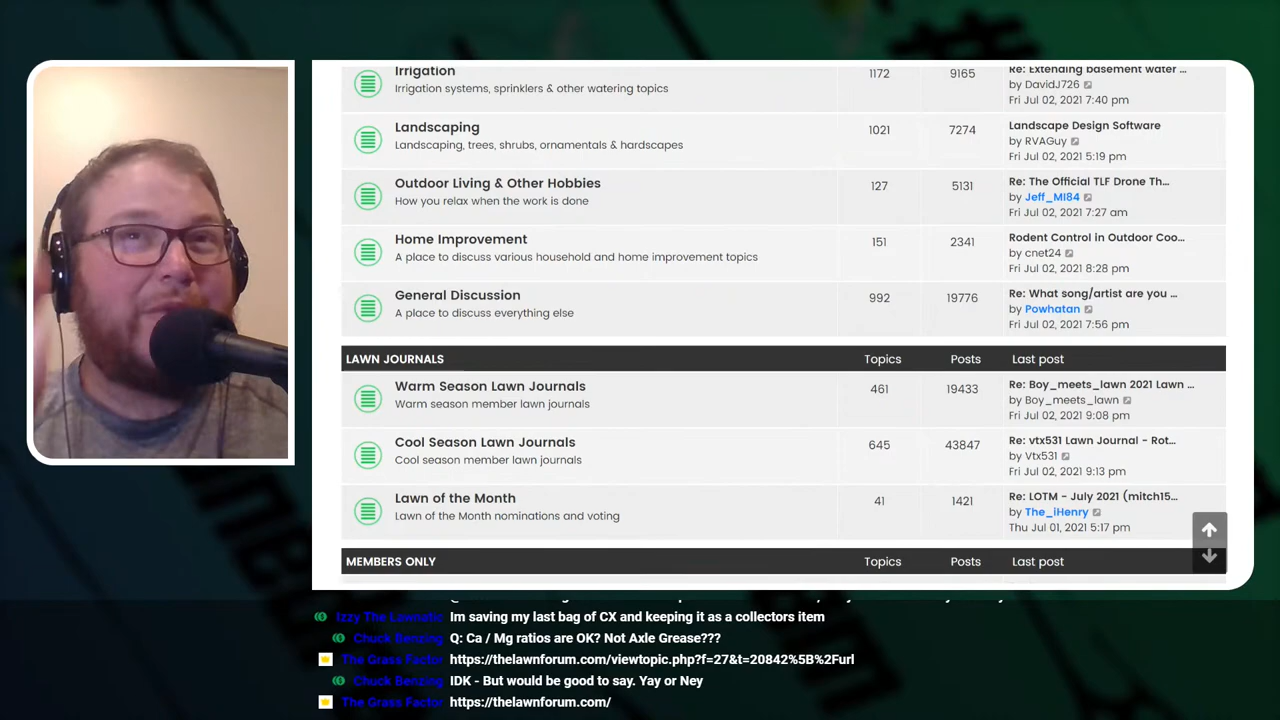 Irrigation 1172 9165 Re: Extending basement water ...
Irrigation systems, sprinklers & other watering topics by DavidJ726
Fri Jul 02, 2021 7:40 pm
Landscaping 1021 7274 Landscape Design Software
Landscaping, trees, shrubs, ornamentals & hardscapes by RVAGuy
Fri Jul 02, 2021 5:19 pm
Outdoor Living & Other Hobbies 127 5131 Re: The Official TLF Drone Th...
How you relax when the work is done by Jeff_MI84
Fri Jul 02, 2021 7:27 am
Home Improvement 151 2341 Rodent Control in Outdoor Coo...
A place to discuss various household and home improvement topics by cnet24
Fri Jul 02, 2021 8:28 pm
General Discussion 992 19776 Re: What song/artist are you ...
A place to discuss everything else by Powhatan
Fri Jul 02, 2021 7:56 pm
LAWN JOURNALS Topics Posts Last post
Warm Season Lawn Journals 461 19433 Re: Boy_meets_lawn 2021 Lawn ...
Warm season member lawn journals by Boy_meets_lawn
Fri Jul 02, 2021 9:08 pm
Cool Season Lawn Journals 645 43847 Re: vtx531 Lawn Journal - Rot...
Cool season member lawn journals by Vtx531
Fri Jul 02, 2021 9:13 pm
Lawn of the Month 41 1421 Re: LOTM - July 2021 (mitch15...
Lawn of the Month nominations and voting by The_iHenry
Thu Jul 01, 2021 5:17 pm
MEMBERS ONLY Topics Posts Last post
Izzy The Lawnatic Im saving my last bag of CX and keeping it as a collectors item
Chuck Benzing Q: Ca / Mg ratios are OK? Not Axle Grease???
The Grass Factor https://thelawnforum.com/viewtopic.php?f=27&t=20842%5B%2Furl
Chuck Benzing IDK - But would be good to say. Yay or Ney
The Grass Factor https://thelawnforum.com/